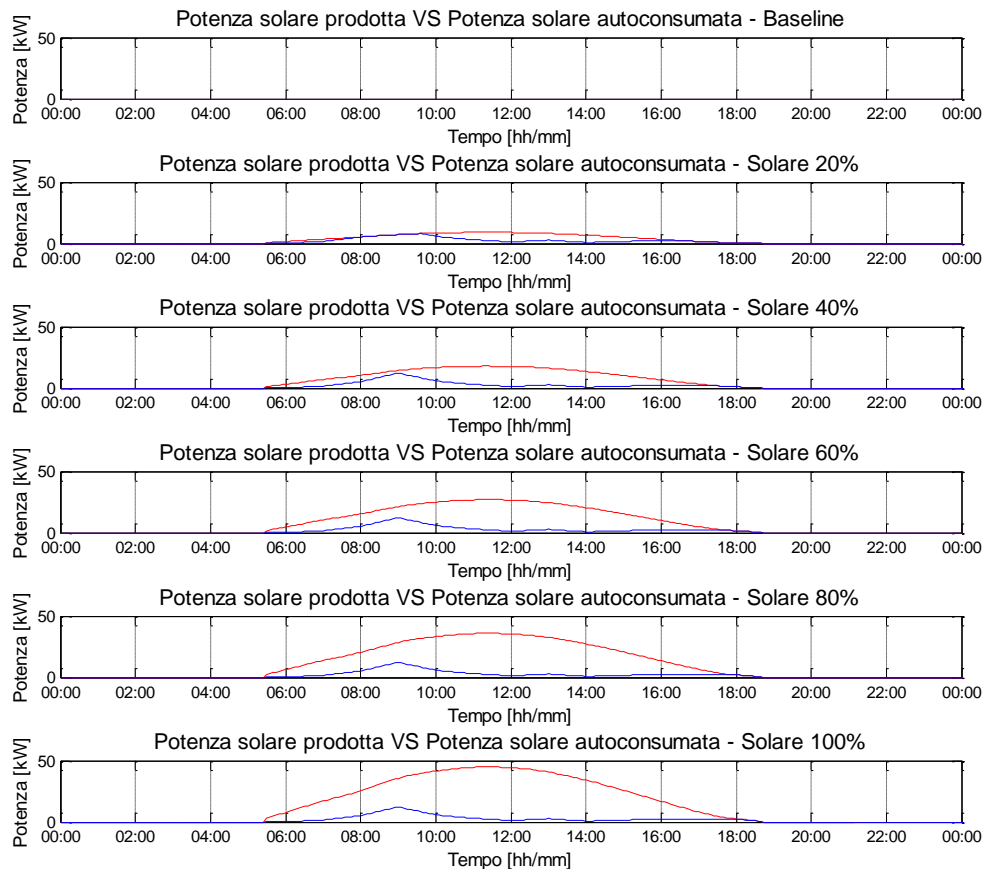 Potenza solare prodotta VS Potenza solare autoconsumata - Baseline
Potenza [kW]
50
0
00:00 02:00 04:00 06:00 08:00 10:00 12:00 14:00 16:00 18:00 20:00 22:00 00:00
Tempo [hh/mm]
Potenza solare prodotta VS Potenza solare autoconsumata - Solare 20%
Potenza [kW]
50
0
00:00 02:00 04:00 06:00 08:00 10:00 12:00 14:00 16:00 18:00 20:00 22:00 00:00
Tempo [hh/mm]
Potenza solare prodotta VS Potenza solare autoconsumata - Solare 40%
Potenza [kW]
50
0
00:00 02:00 04:00 06:00 08:00 10:00 12:00 14:00 16:00 18:00 20:00 22:00 00:00
Tempo [hh/mm]
Potenza solare prodotta VS Potenza solare autoconsumata - Solare 60%
Potenza [kW]
50
0
00:00 02:00 04:00 06:00 08:00 10:00 12:00 14:00 16:00 18:00 20:00 22:00 00:00
Tempo [hh/mm]
Potenza solare prodotta VS Potenza solare autoconsumata - Solare 80%
Potenza [kW]
50
0
00:00 02:00 04:00 06:00 08:00 10:00 12:00 14:00 16:00 18:00 20:00 22:00 00:00
Tempo [hh/mm]
Potenza solare prodotta VS Potenza solare autoconsumata - Solare 100%
Potenza [kW]
50
0
00:00 02:00 04:00 06:00 08:00 10:00 12:00 14:00 16:00 18:00 20:00 22:00 00:00
Tempo [hh/mm]